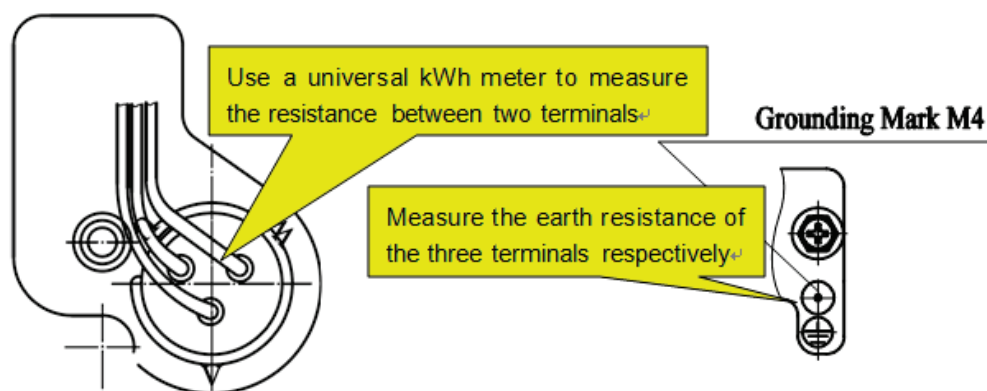 Use a universal kWh meter to measure
the resistance between two terminals↵
Grounding Mark M4
Measure the earth resistance of
the three terminals respectively↵